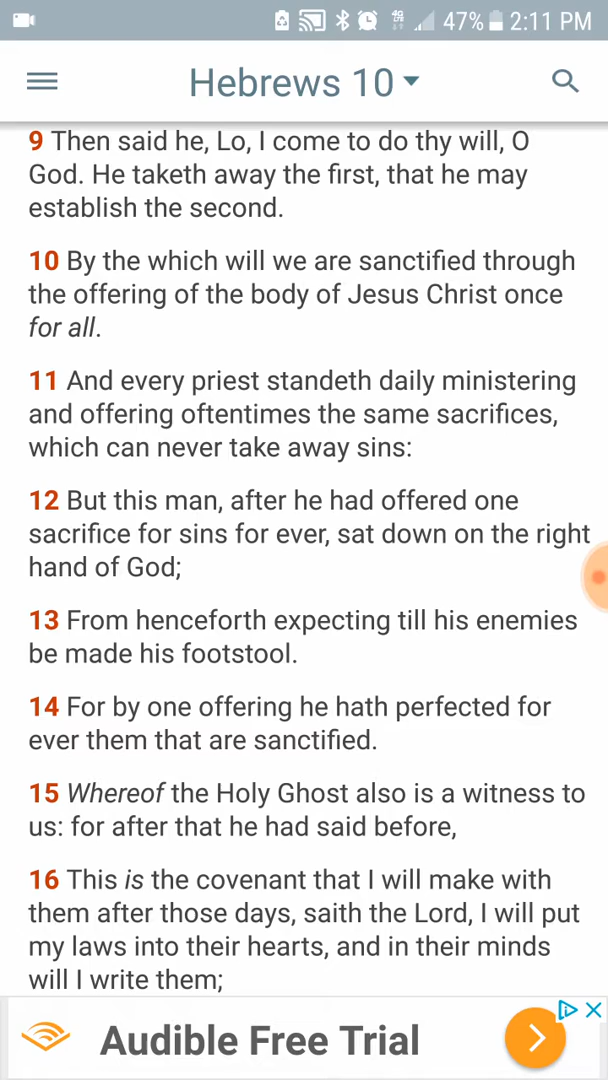 47% 2:11 PM
Hebrews 10
9 Then said he, Lo, I come to do thy will, O
God. He taketh away the first, that he may
establish the second.
10 By the which will we are sanctified through
the offering of the body of Jesus Christ once
for all.
11 And every priest standeth daily ministering
and offering oftentimes the same sacrifices,
which can never take away sins:
12 But this man, after he had offered one
sacrifice for sins for ever, sat down on the right
hand of God;
13 From henceforth expecting till his enemies
be made his footstool.
14 For by one offering he hath perfected for
ever them that are sanctified.
15 Whereof the Holy Ghost also is a witness to
us: for after that he had said before,
16 This is the covenant that I will make with
them after those days, saith the Lord, I will put
my laws into their hearts, and in their minds
will I write them;
Audible Free Trial